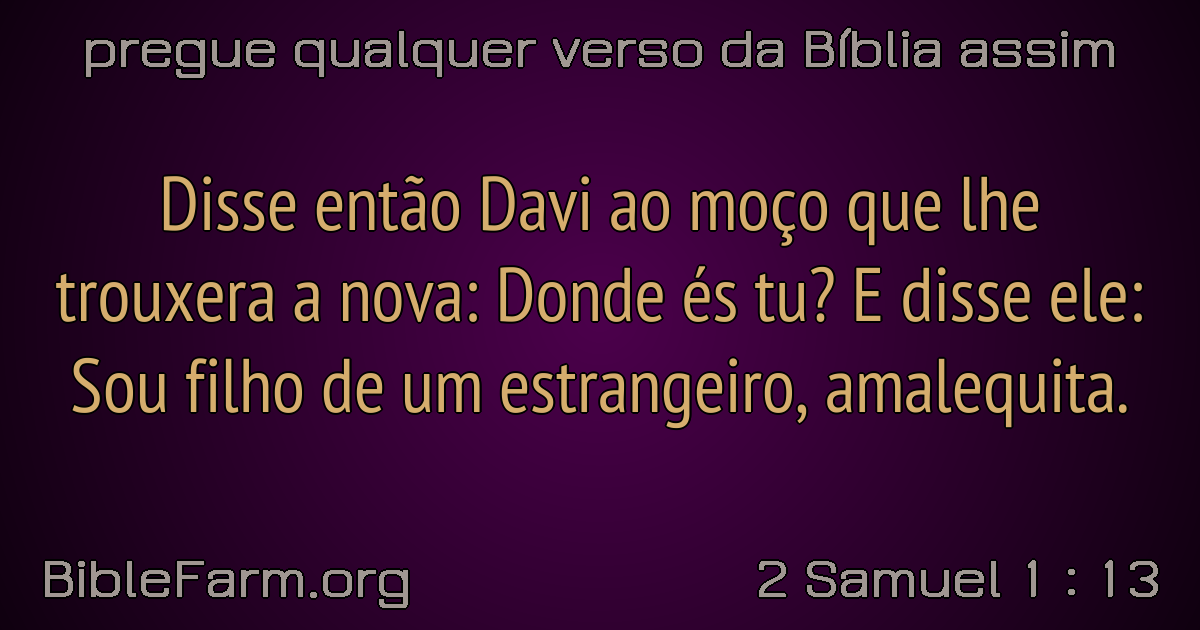 pregue qualquer verso da Bíblia assim
Disse então Davi ao moço que lhe
trouxera a nova: Donde és tu? E disse ele:
Sou filho de um estrangeiro, amalequita.
BibleFarm.org
2 Samuel 1 : 13